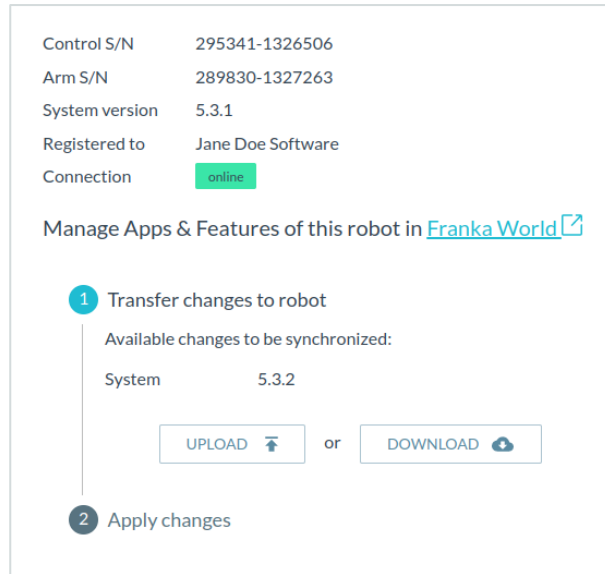 Control S/N 295341-1326506
Arm S/N 289830-1327263
System version 5.3.1
Registered to Jane Doe Software
Connection online
Manage Apps & Features of this robot in Franka World
1 Transfer changes to robot
Available changes to be synchronized:
System 5.3.2
UPLOAD or DOWNLOAD
2 Apply changes